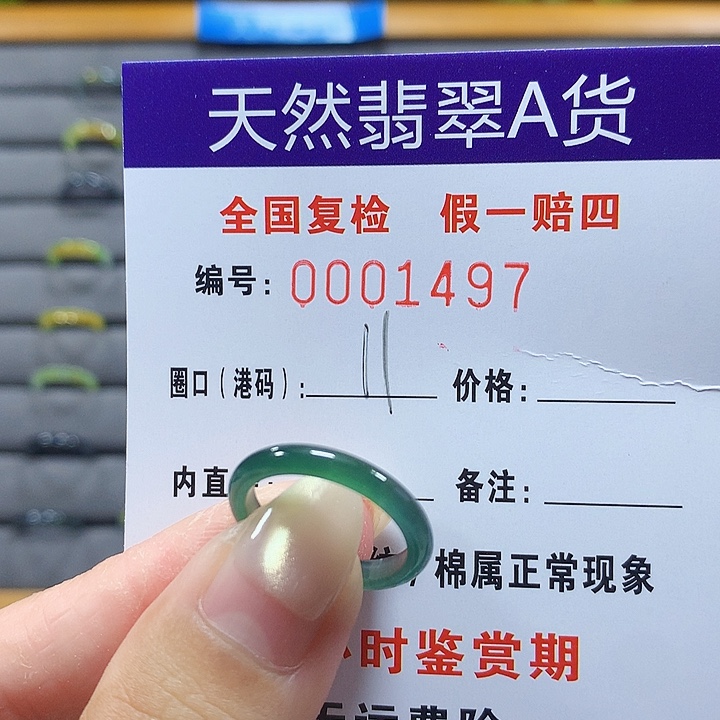 天然翡翠A货
全国复检 假一赔四
编号: 0001497
圈口(港码): 11 价格:
内直 备注:
棉属正常现象
时鉴赏期